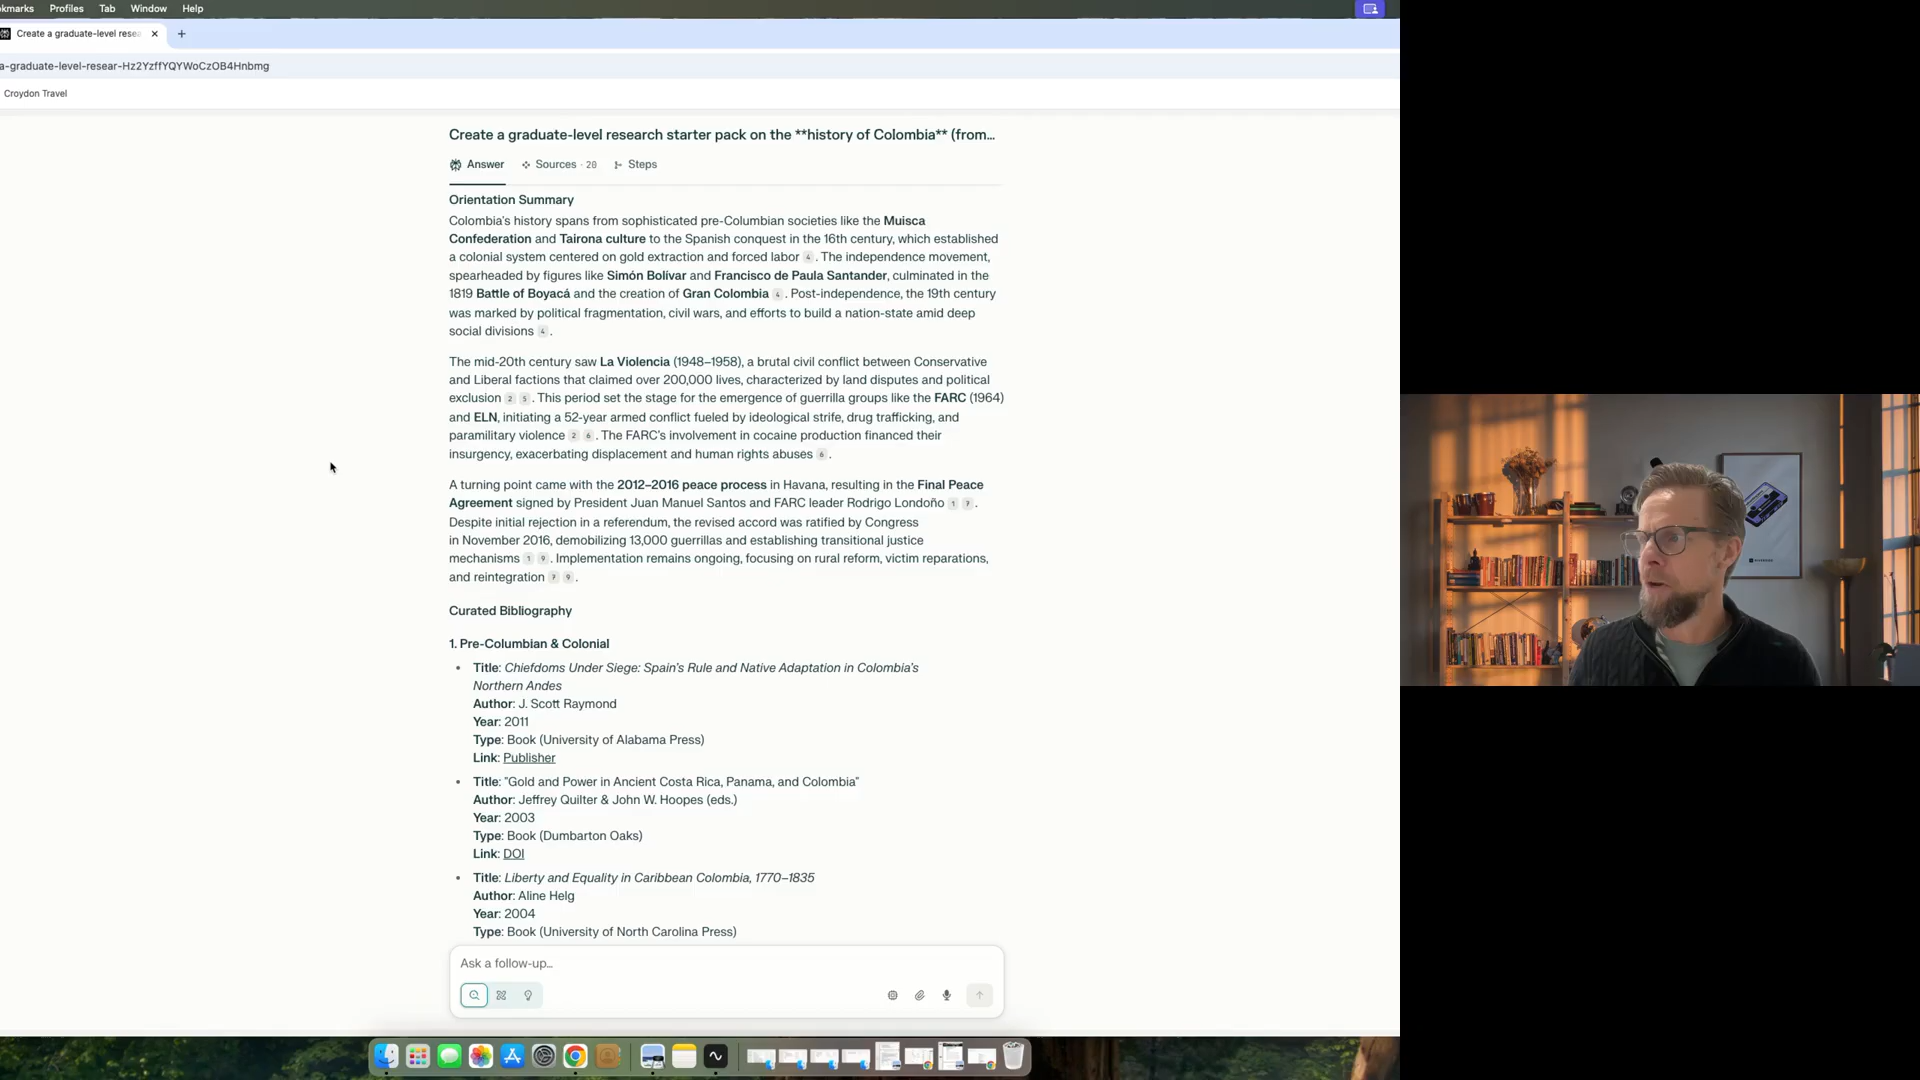 okmarks Profiles Tab Window Help
Create a graduate-level resea
a-graduate-level-resear-Hz2YzffYQYWoCzOB4Hnbmg
Croydon Travel
Create a graduate-level research starter pack on the **history of Colombia** (from...
Answer Sources · 20 Steps
Orientation Summary
Colombia's history spans from sophisticated pre-Columbian societies like the Muisca
Confederation and Tairona culture to the Spanish conquest in the 16th century, which established
a colonial system centered on gold extraction and forced labor 4 . The independence movement,
spearheaded by figures like Simón Bolívar and Francisco de Paula Santander, culminated in the
1819 Battle of Boyacá and the creation of Gran Colombia 4 . Post-independence, the 19th century
was marked by political fragmentation, civil wars, and efforts to build a nation-state amid deep
social divisions 4 .
The mid-20th century saw La Violencia (1948–1958), a brutal civil conflict between Conservative
and Liberal factions that claimed over 200,000 lives, characterized by land disputes and political
exclusion 2 5 . This period set the stage for the emergence of guerrilla groups like the FARC (1964)
and ELN, initiating a 52-year armed conflict fueled by ideological strife, drug trafficking, and
paramilitary violence 2 6 . The FARC's involvement in cocaine production financed their
insurgency, exacerbating displacement and human rights abuses 6 .
A turning point came with the 2012–2016 peace process in Havana, resulting in the Final Peace
Agreement signed by President Juan Manuel Santos and FARC leader Rodrigo Londoño 1 7 .
Despite initial rejection in a referendum, the revised accord was ratified by Congress
in November 2016, demobilizing 13,000 guerrillas and establishing transitional justice
mechanisms 1 9 . Implementation remains ongoing, focusing on rural reform, victim reparations,
and reintegration 7 9 .
Curated Bibliography
1. Pre-Columbian & Colonial
• Title: Chiefdoms Under Siege: Spain's Rule and Native Adaptation in Colombia's
Northern Andes
Author: J. Scott Raymond
Year: 2011
Type: Book (University of Alabama Press)
Link: Publisher
• Title: "Gold and Power in Ancient Costa Rica, Panama, and Colombia"
Author: Jeffrey Quilter & John W. Hoopes (eds.)
Year: 2003
Type: Book (Dumbarton Oaks)
Link: DOI
• Title: Liberty and Equality in Caribbean Colombia, 1770–1835
Author: Aline Helg
Year: 2004
Type: Book (University of North Carolina Press)
Ask a follow-up...